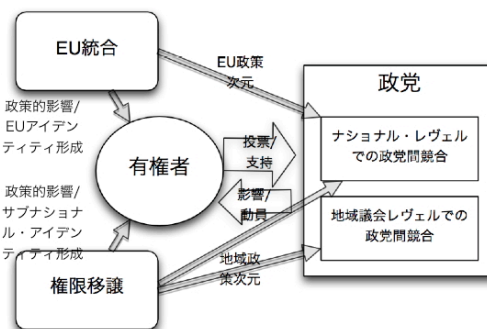 EU統合
EU政策
次元
政党
政策的影響/
EUアイデン
ティティ形成
有権者
投票/
支持
ナショナル・レヴェル
での政党間競合
政策的影響/
サブナショナ
ル・アイデン
ティティ形成
影響/
動員
地域議会レヴェルでの
政党間競合
権限移譲
地域政
策次元